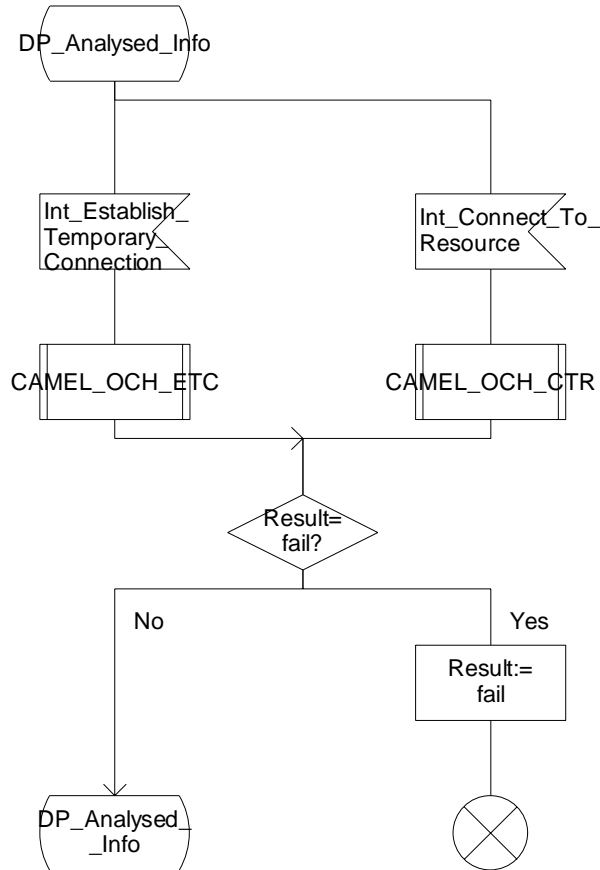 DP_Analysed_Info
Int_Establish_
Temporary_
Connection
Int_Connect_To_
Resource
CAMEL_OCH_ETC
CAMEL_OCH_CTR
Result=
fail?
No
Yes
Result:=
fail
DP_Analysed_
_Info